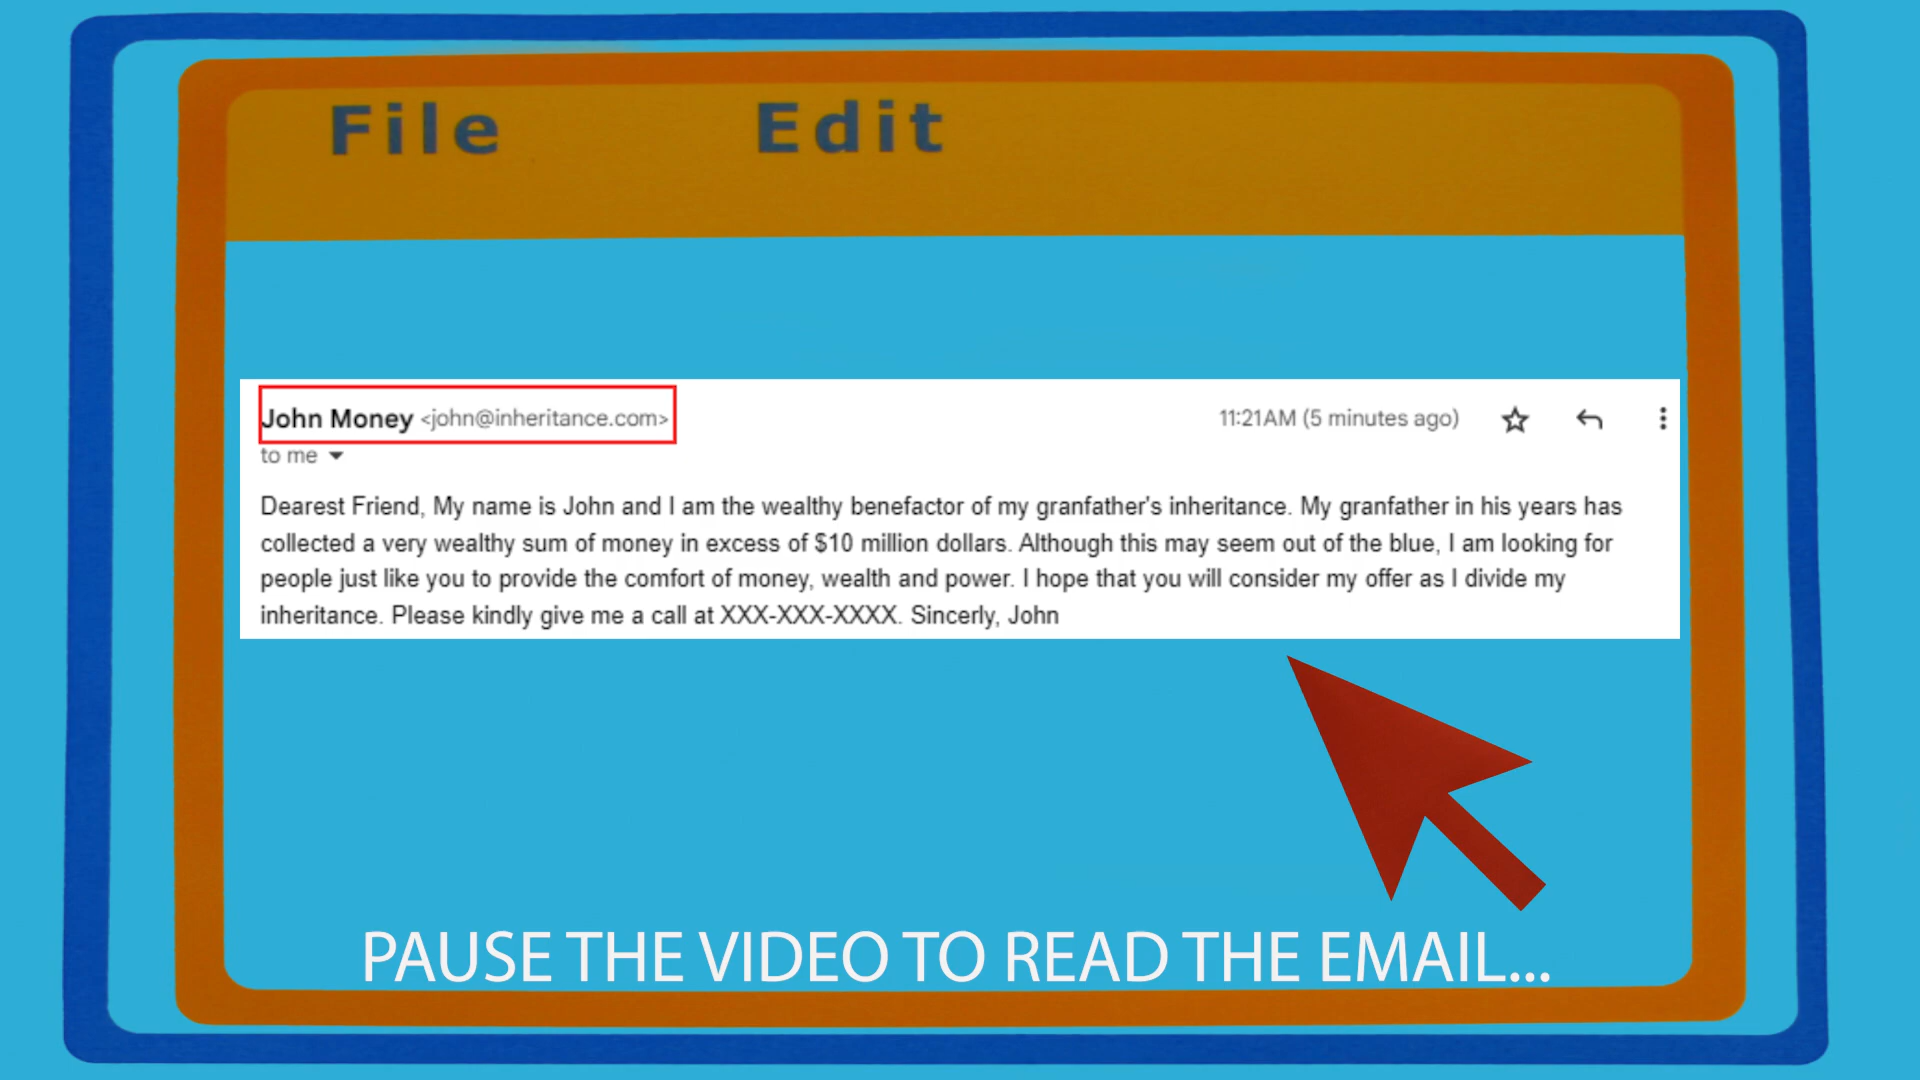 File Edit
John Money <john@inheritance.com> 11:21AM (5 minutes ago)
to me
Dearest Friend, My name is John and I am the wealthy benefactor of my granfather's inheritance. My granfather in his years has
collected a very wealthy sum of money in excess of $10 million dollars. Although this may seem out of the blue, I am looking for
people just like you to provide the comfort of money, wealth and power. I hope that you will consider my offer as I divide my
inheritance. Please kindly give me a call at XXX-XXX-XXXX. Sincerly, John
PAUSE THE VIDEO TO READ THE EMAIL...